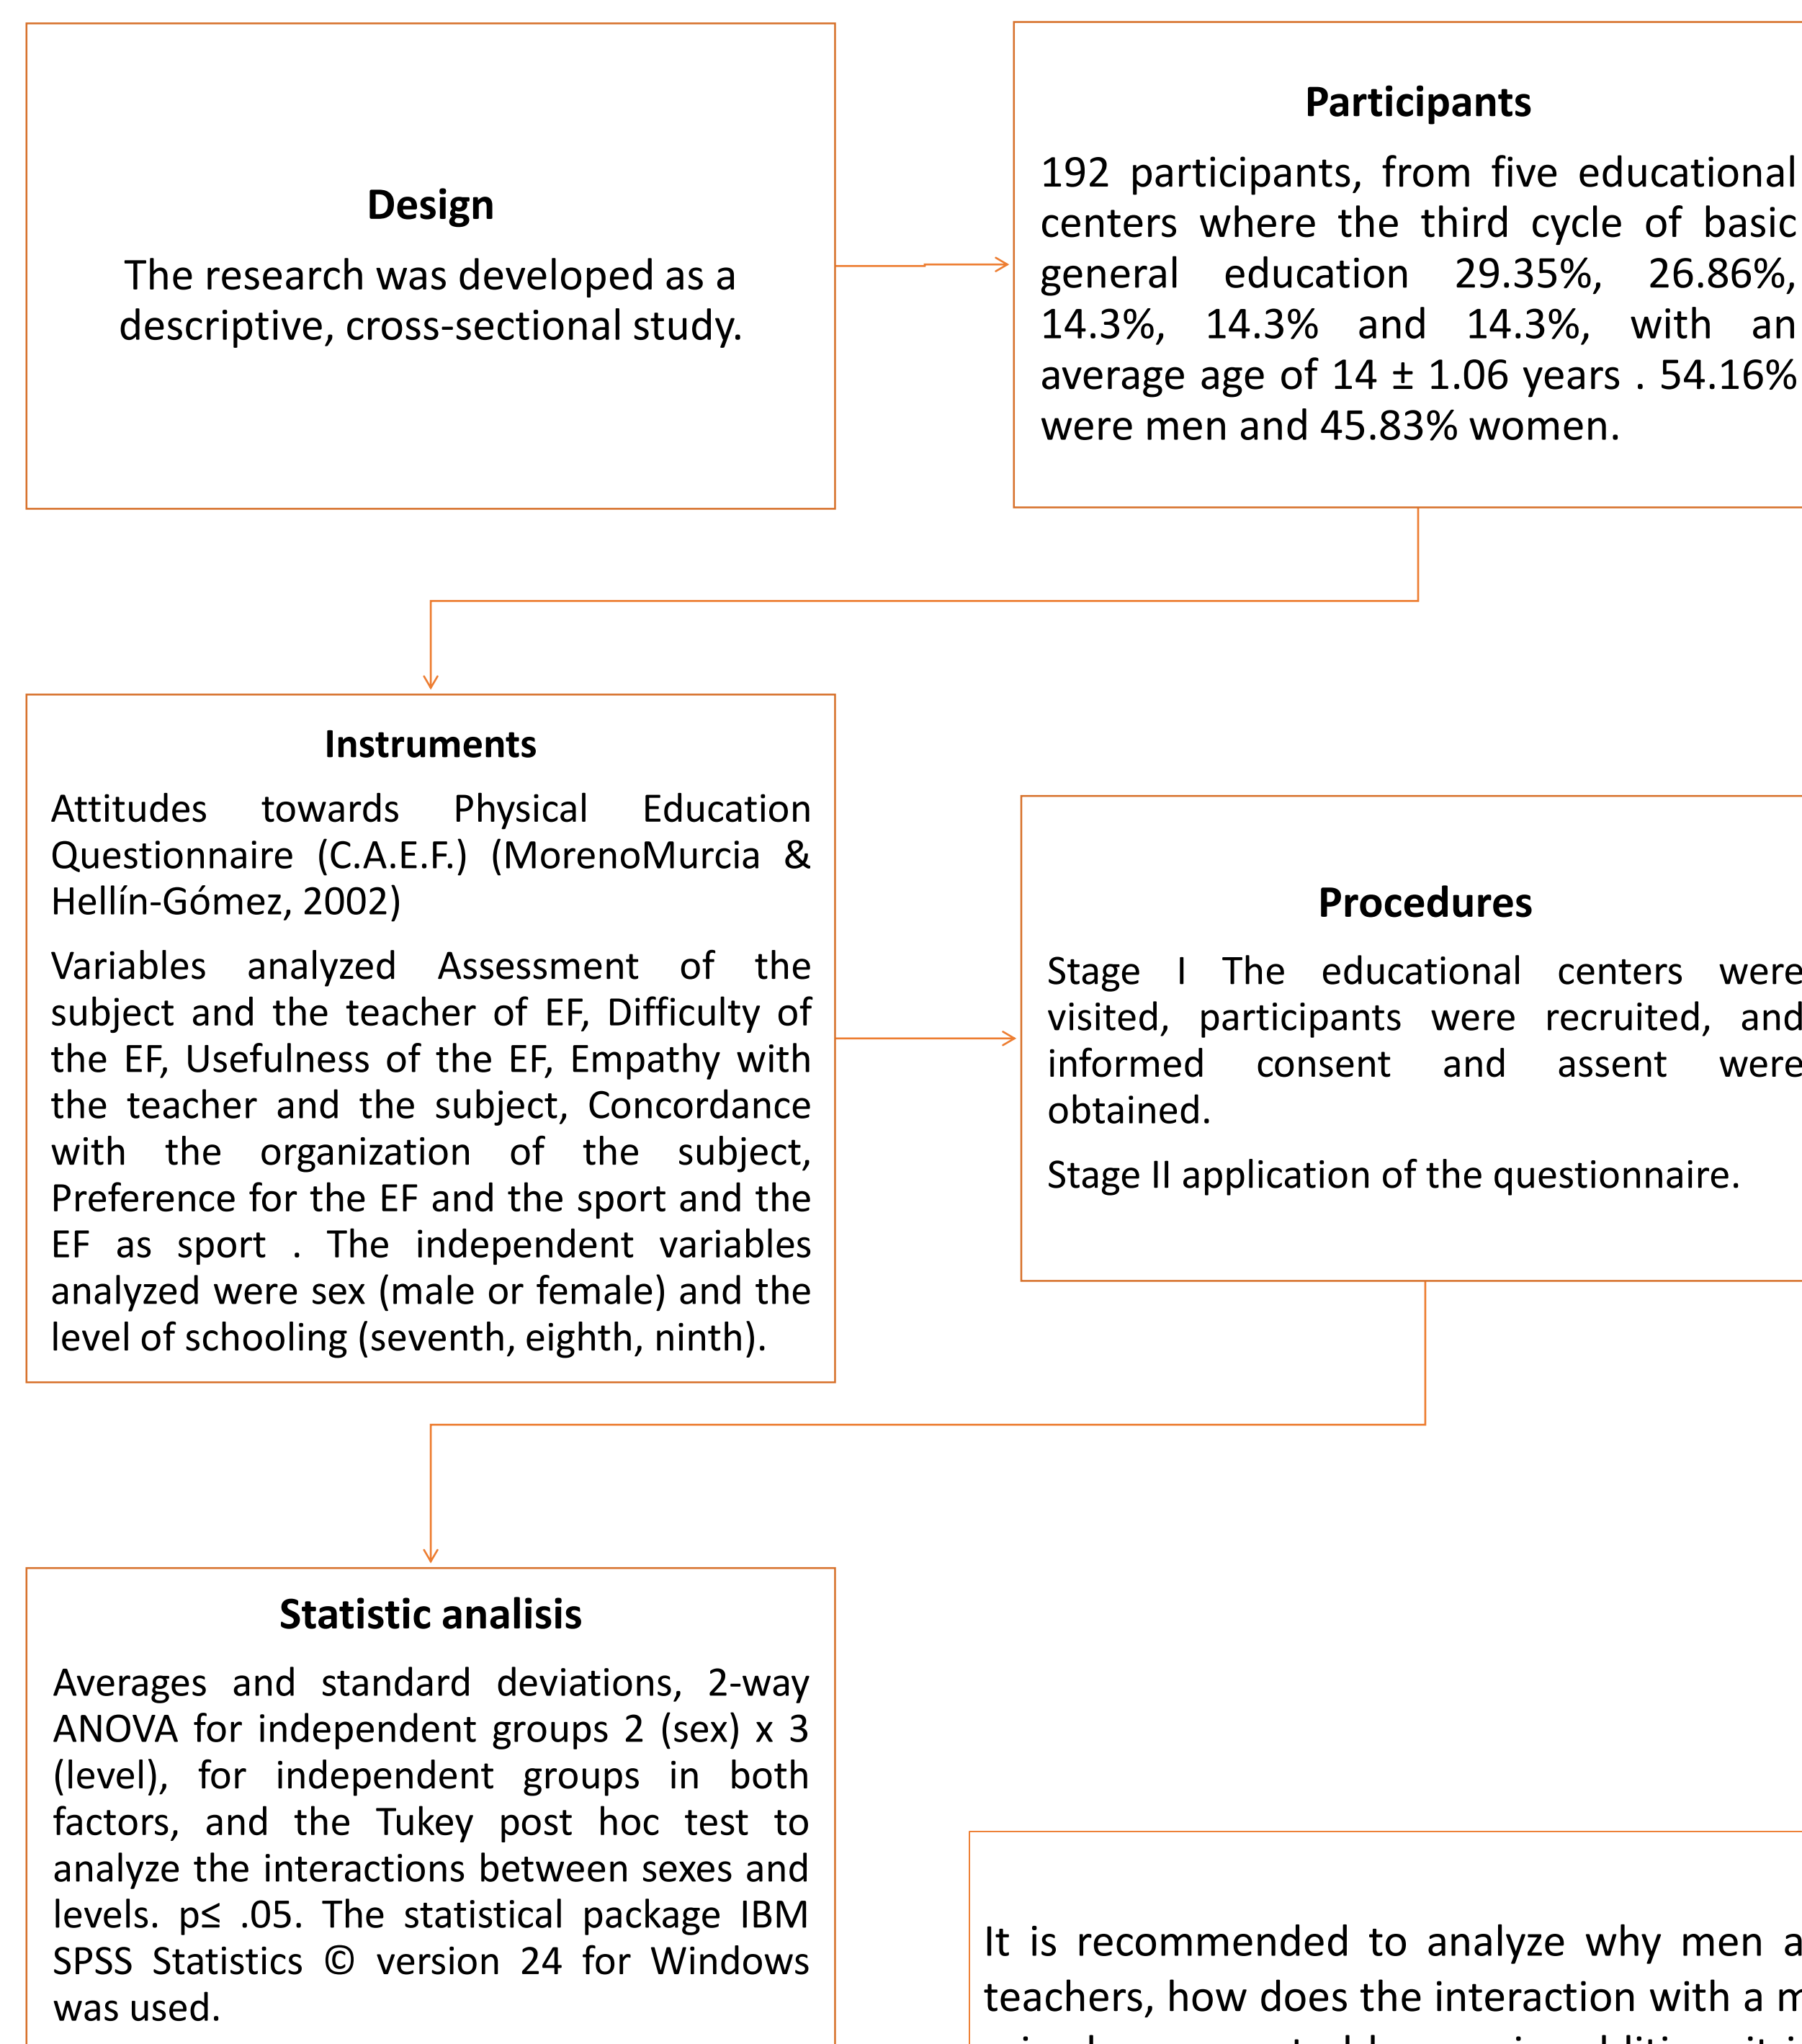 Design
The research was developed as a
descriptive, cross-sectional study.
Participants
192 participants, from five educational
centers where the third cycle of basic
general education 29.35%, 26.86%,
14.3%, 14.3% and 14.3%, with an
average age of 14 ± 1.06 years . 54.16%
were men and 45.83% women.
Instruments
Attitudes towards Physical Education
Questionnaire (C.A.E.F.) (MorenoMurcia &
Hellín-Gómez, 2002)
Variables analyzed Assessment of the
subject and the teacher of EF, Difficulty of
the EF, Usefulness of the EF, Empathy with
the teacher and the subject, Concordance
with the organization of the subject,
Preference for the EF and the sport and the
EF as sport . The independent variables
analyzed were sex (male or female) and the
level of schooling (seventh, eighth, ninth).
Procedures
Stage I The educational centers were
visited, participants were recruited, and
informed consent and assent were
obtained.
Stage II application of the questionnaire.
Statistic analisis
Averages and standard deviations, 2-way
ANOVA for independent groups 2 (sex) x 3
(level), for independent groups in both
factors, and the Tukey post hoc test to
analyze the interactions between sexes and
levels. p≤ .05. The statistical package IBM
SPSS Statistics © version 24 for Windows
was used.
It is recommended to analyze why men
teachers, how does the interaction with a